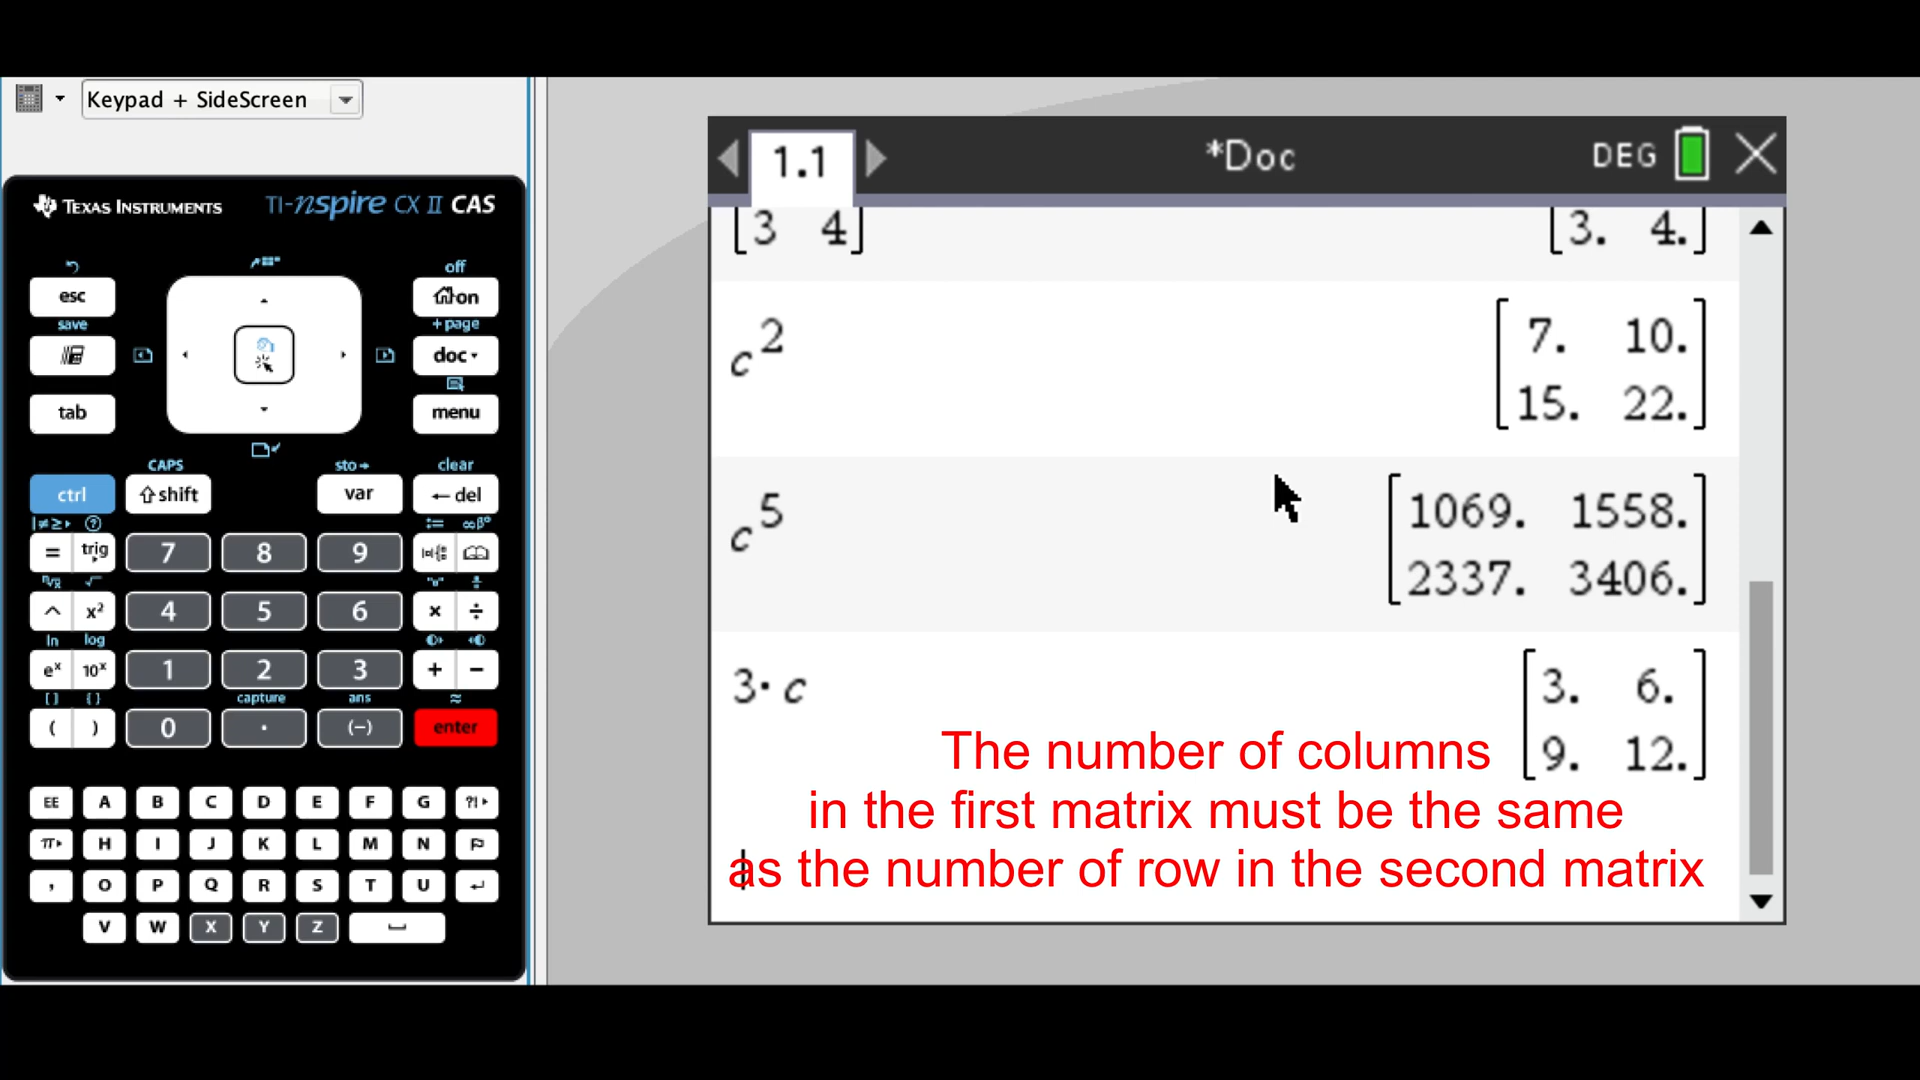 Keypad + SideScreen
TEXAS INSTRUMENTS TI-nspire CX II CAS
off
esc on
save + page
doc
tab menu
CAPS sto→ clear
ctrl ⇧shift var ← del
|≠≥▸ ? := ∞β°
= trig 7 8 9
ⁿ√x √
^ x² 4 5 6 × ÷
ln log
eˣ 10ˣ 1 2 3 + −
[ ] { } capture ans ≈
( ) 0 . (−) enter
EE A B C D E F G ?!▸
π▸ H I J K L M N
, O P Q R S T U ↵
V W X Y Z
1.1 *Doc DEG
[3 4] [3. 4.]
c^2 [7. 10.
15. 22.]
c^5 [1069. 1558.
2337. 3406.]
3·c [3. 6.
9. 12.]
The number of columns
in the first matrix must be the same
as the number of row in the second matrix